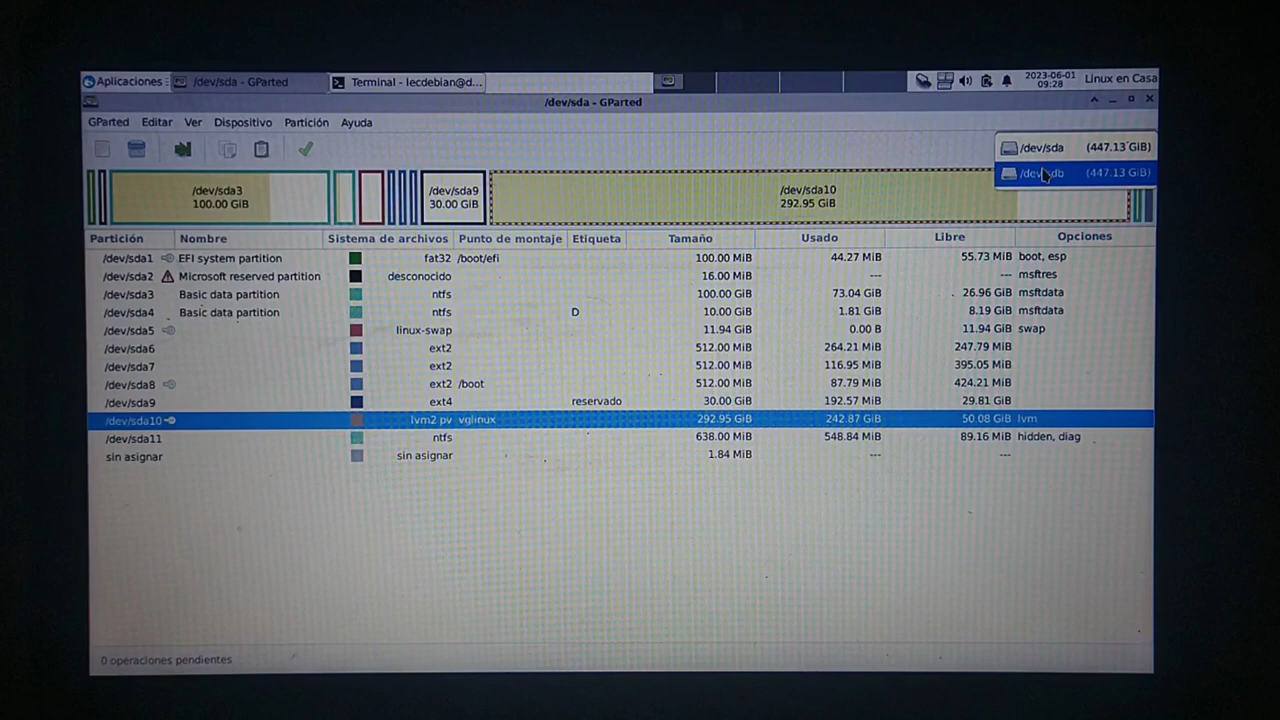 Aplicaciones /dev/sda - GParted Terminal - lecdebian@d... 2023-06-01 09:28 Linux en Casa
/dev/sda - GParted
GParted Editar Ver Dispositivo Partición Ayuda
/dev/sda (447.13 GiB)
/dev/sdb (447.13 GiB)
/dev/sda3 /dev/sda9 /dev/sda10
100.00 GiB 30.00 GiB 292.95 GiB
Partición Nombre Sistema de archivos Punto de montaje Etiqueta Tamaño Usado Libre Opciones
/dev/sda1 EFI system partition fat32 /boot/efi 100.00 MiB 44.27 MiB 55.73 MiB boot, esp
/dev/sda2 Microsoft reserved partition desconocido 16.00 MiB --- --- msftres
/dev/sda3 Basic data partition ntfs 100.00 GiB 73.04 GiB 26.96 GiB msftdata
/dev/sda4 Basic data partition ntfs D 10.00 GiB 1.81 GiB 8.19 GiB msftdata
/dev/sda5 linux-swap 11.94 GiB 0.00 B 11.94 GiB swap
/dev/sda6 ext2 512.00 MiB 264.21 MiB 247.79 MiB
/dev/sda7 ext2 512.00 MiB 116.95 MiB 395.05 MiB
/dev/sda8 ext2 /boot 512.00 MiB 87.79 MiB 424.21 MiB
/dev/sda9 ext4 reservado 30.00 GiB 192.57 MiB 29.81 GiB
/dev/sda10 lvm2 pv vglinux 292.95 GiB 242.87 GiB 50.08 GiB lvm
/dev/sda11 ntfs 638.00 MiB 548.84 MiB 89.16 MiB hidden, diag
sin asignar sin asignar 1.84 MiB --- ---
0 operaciones pendientes